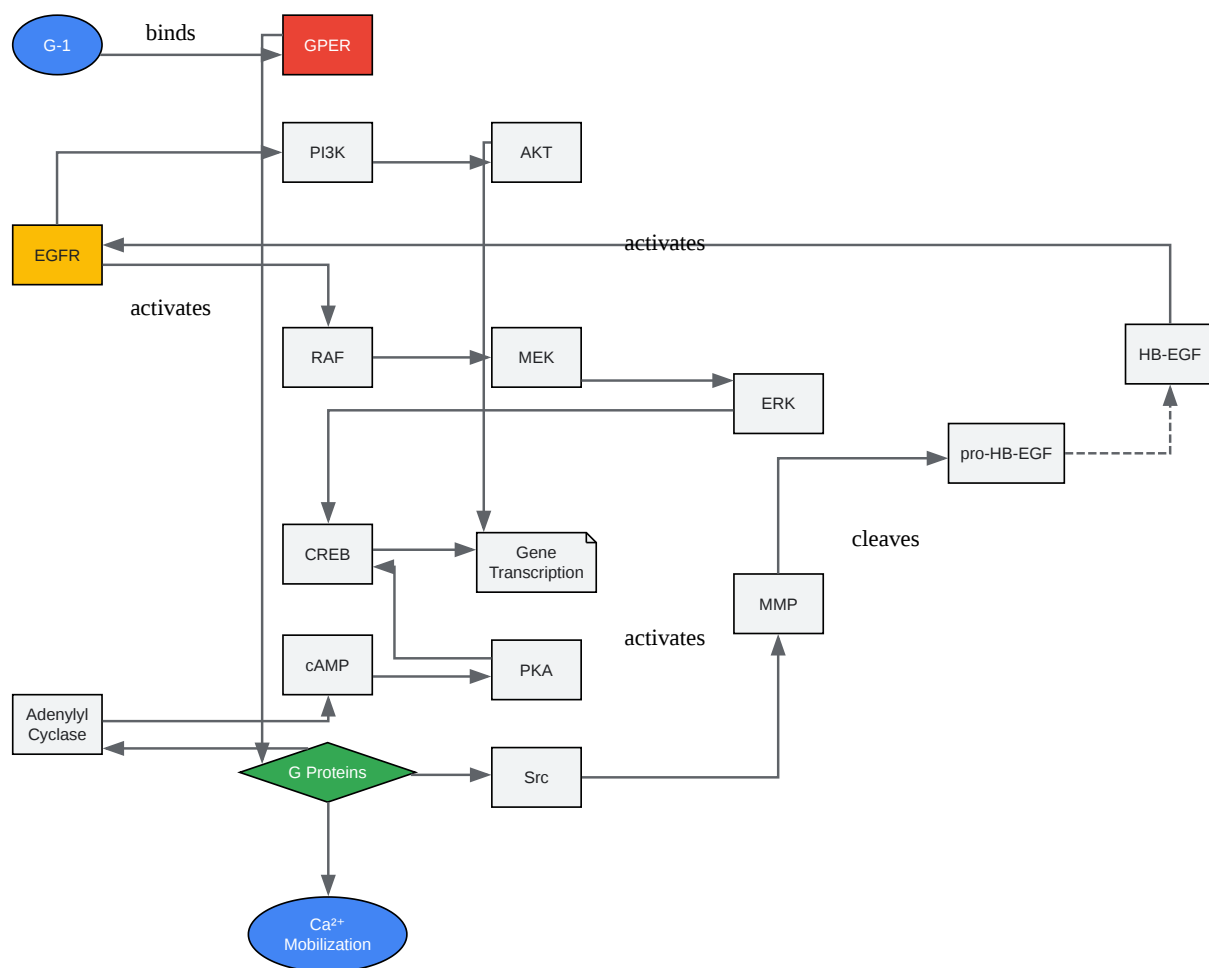 G-1
binds
GPER
PI3K
AKT
EGFR
activates
activates
RAF
MEK
HB-EGF
ERK
pro-HB-EGF
CREB
Gene
Transcription
cleaves
MMP
activates
cAMP
PKA
Adenylyl
Cyclase
G Proteins
Src
Ca²⁺
Mobilization